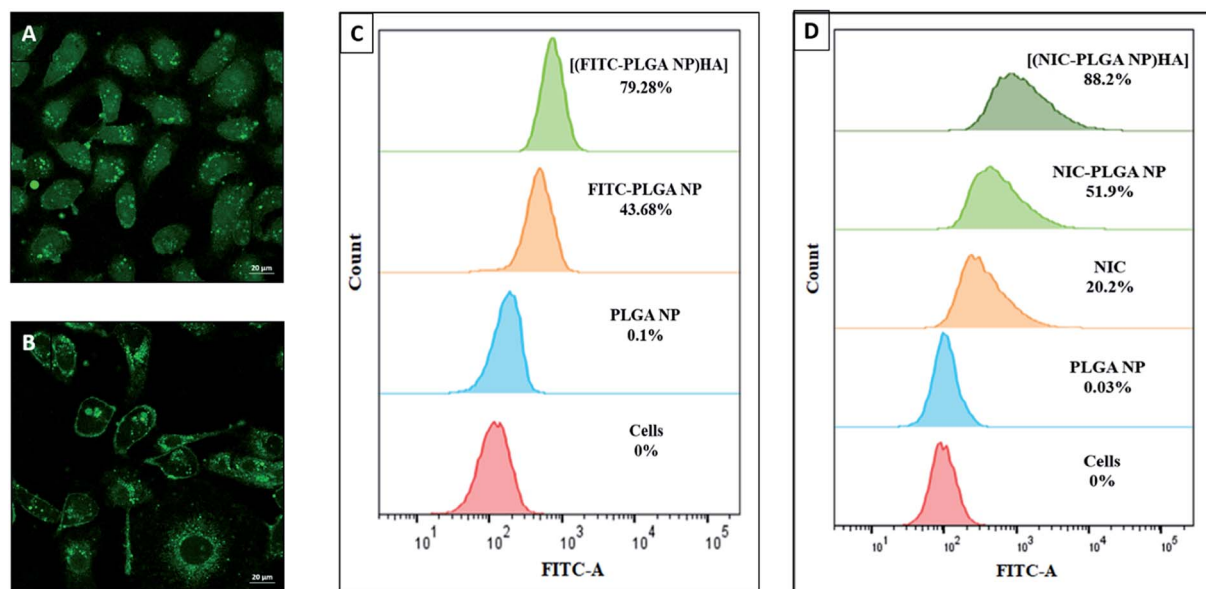 A
20 µm
B
20 µm
C
[(FITC-PLGA NP)HA]
79.28%
FITC-PLGA NP
43.68%
PLGA NP
0.1%
Cells
0%
Count
10¹ 10² 10³ 10⁴ 10⁵
FITC-A
D
[(NIC-PLGA NP)HA]
88.2%
NIC-PLGA NP
51.9%
NIC
20.2%
PLGA NP
0.03%
Cells
0%
Count
10¹ 10² 10³ 10⁴ 10⁵
FITC-A